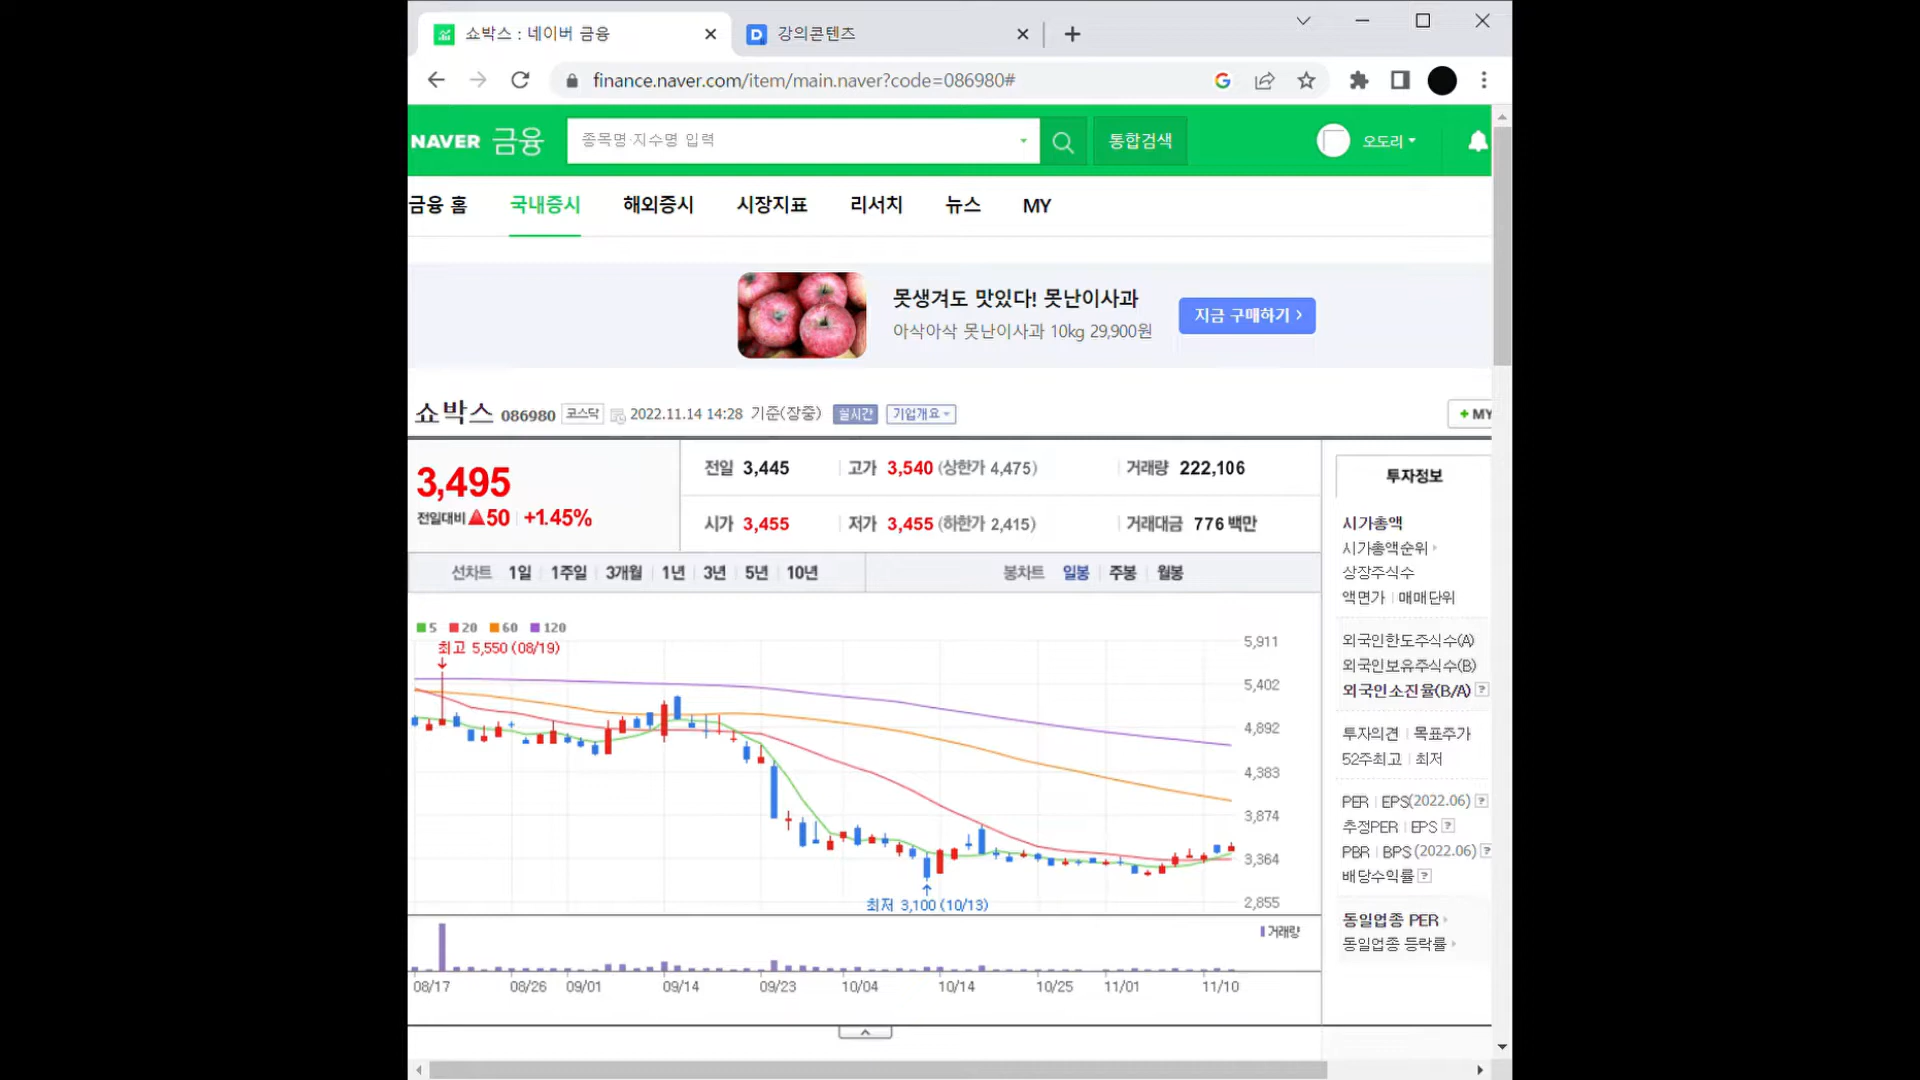 쇼박스 : 네이버 금융
강의콘텐츠
finance.naver.com/item/main.naver?code=086980#
NAVER 금융
종목명·지수명 입력
통합검색
오도리
금융 홈 국내증시 해외증시 시장지표 리서치 뉴스 MY
못생겨도 맛있다! 못난이사과
아삭아삭 못난이사과 10kg 29,900원
지금 구매하기 >
쇼박스 086980 코스닥 2022.11.14 14:28 기준(장중) 실시간 기업개요
+ MY
3,495
전일대비 ▲50 | +1.45%
전일 3,445 | 고가 3,540 (상한가 4,475) | 거래량 222,106
시가 3,455 | 저가 3,455 (하한가 2,415) | 거래대금 776 백만
선차트 1일 1주일 3개월 1년 3년 5년 10년
봉차트 일봉 주봉 월봉
5 20 60 120
최고 5,550 (08/19)
5,911
5,402
4,892
4,383
3,874
3,364
2,855
최저 3,100 (10/13)
거래량
08/17 08/26 09/01 09/14 09/23 10/04 10/14 10/25 11/01 11/10
투자정보
시가총액
시가총액순위
상장주식수
액면가 | 매매단위
외국인한도주식수(A)
외국인보유주식수(B)
외국인소진율(B/A) ?
투자의견 | 목표주가
52주최고 | 최저
PER | EPS(2022.06) ?
추정PER | EPS ?
PBR | BPS (2022.06) ?
배당수익률 ?
동일업종 PER
동일업종 등락률